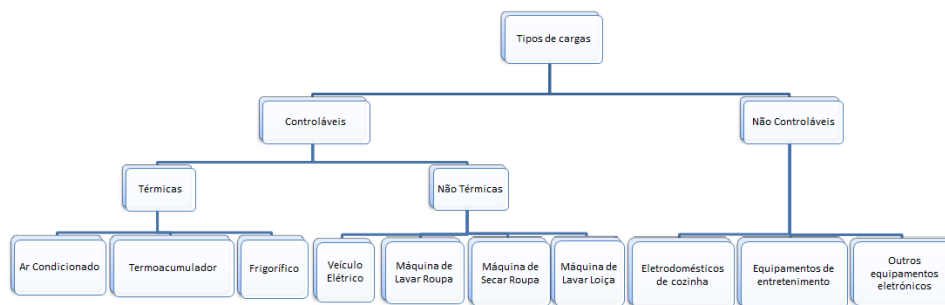 Tipos de cargas
Controláveis
Não Controláveis
Térmicas
Não Térmicas
Ar Condicionado
Termoacumulador
Frigorífico
Veículo
Elétrico
Máquina de
Lavar Roupa
Máquina de
Secar Roupa
Máquina de
Lavar Loiça
Eletrodomésticos
de cozinha
Equipamentos de
entretenimento
Outros
equipamentos
eletrónicos